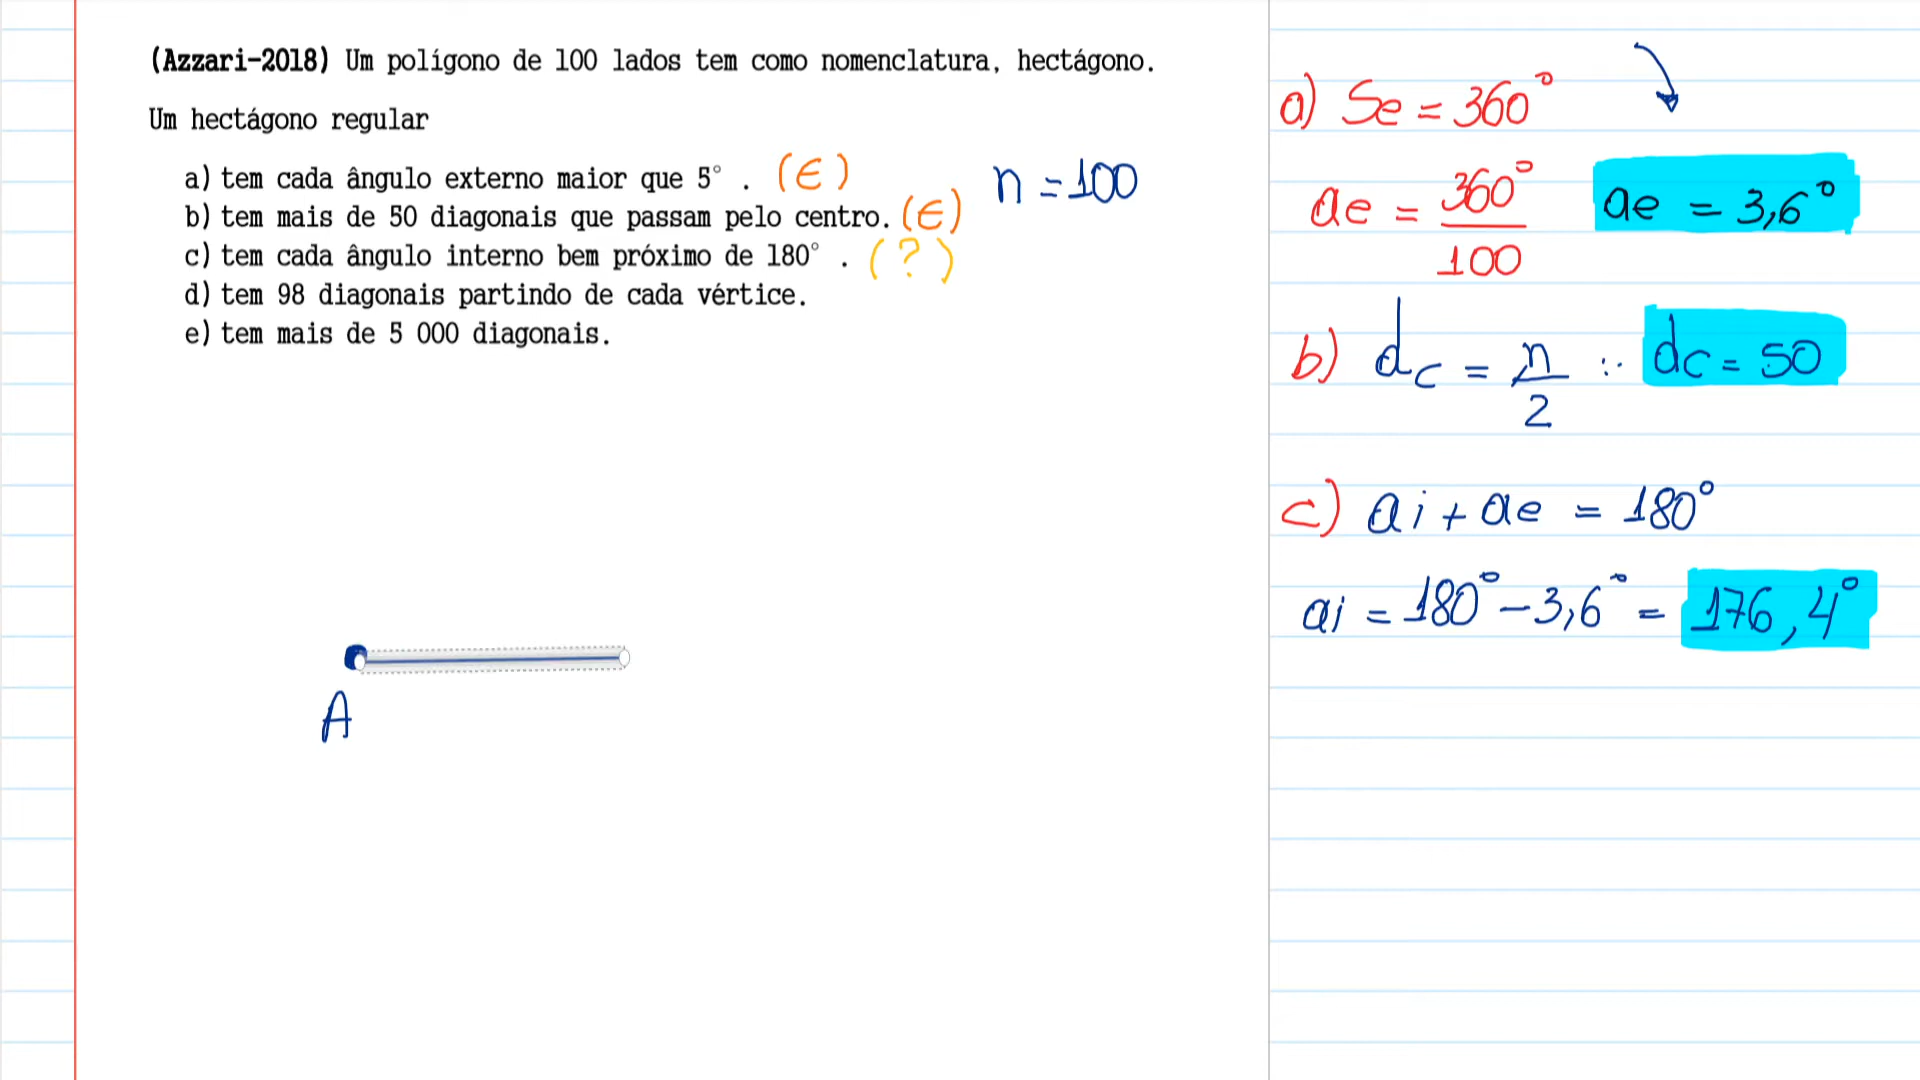 (Azzari-2018) Um polígono de 100 lados tem como nomenclatura, hectágono.
Um hectágono regular
a) tem cada ângulo externo maior que 5° . (E)
b) tem mais de 50 diagonais que passam pelo centro. (E)
c) tem cada ângulo interno bem próximo de 180° . (?)
d) tem 98 diagonais partindo de cada vértice.
e) tem mais de 5 000 diagonais.
n = 100
A
a) Se = 360°
ae = 360° / 100 ae = 3,6°
b) dc = n / 2 ∴ dc = 50
c) ai + ae = 180°
ai = 180° - 3,6° = 176,4°